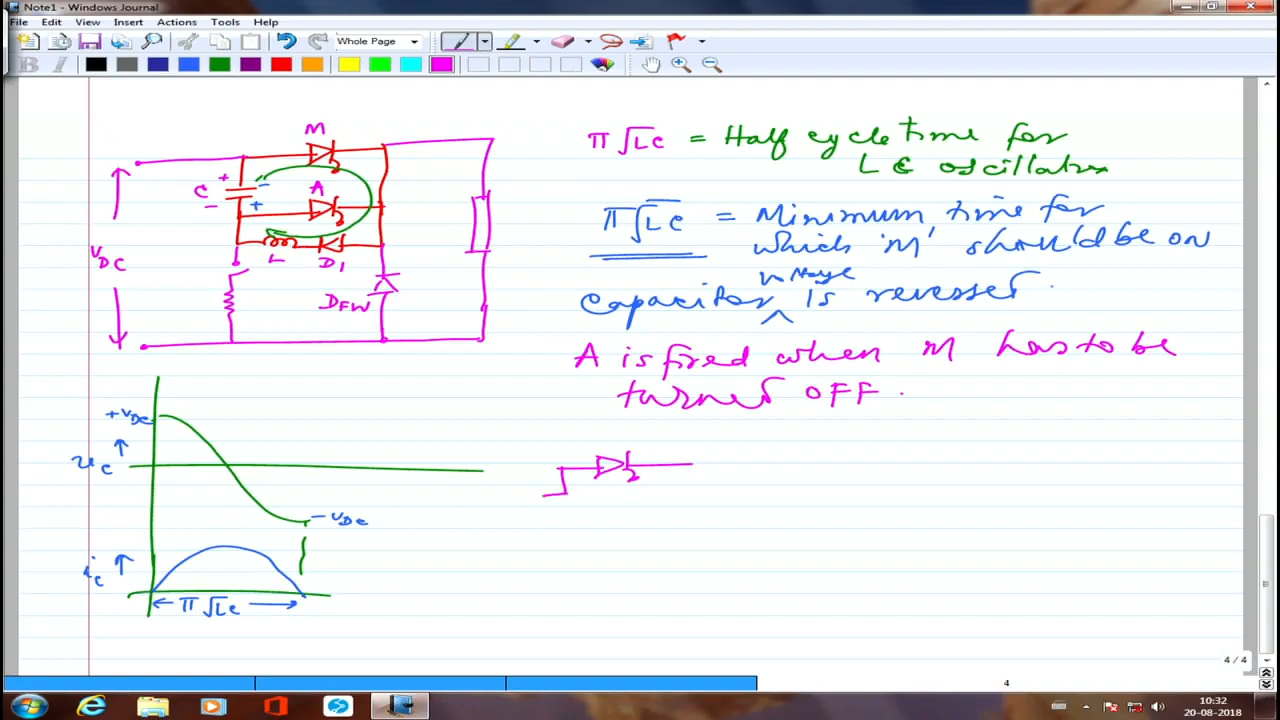 Note1 - Windows Journal
File Edit View Insert Actions Tools Help
Whole Page
B I
M
+
C
−
−
+
A
L
D1
DFW
VDC
π√LC = Half cycle time for
LC oscillation
π√LC = Minimum time for
which 'M' should be on
Capacitor voltage is reversed.
A is fired when M has to be
turned OFF.
+VDC
vC ↑
−VDC
iC ↑
← π√LC →
4 / 4
4
10:32
20-08-2018